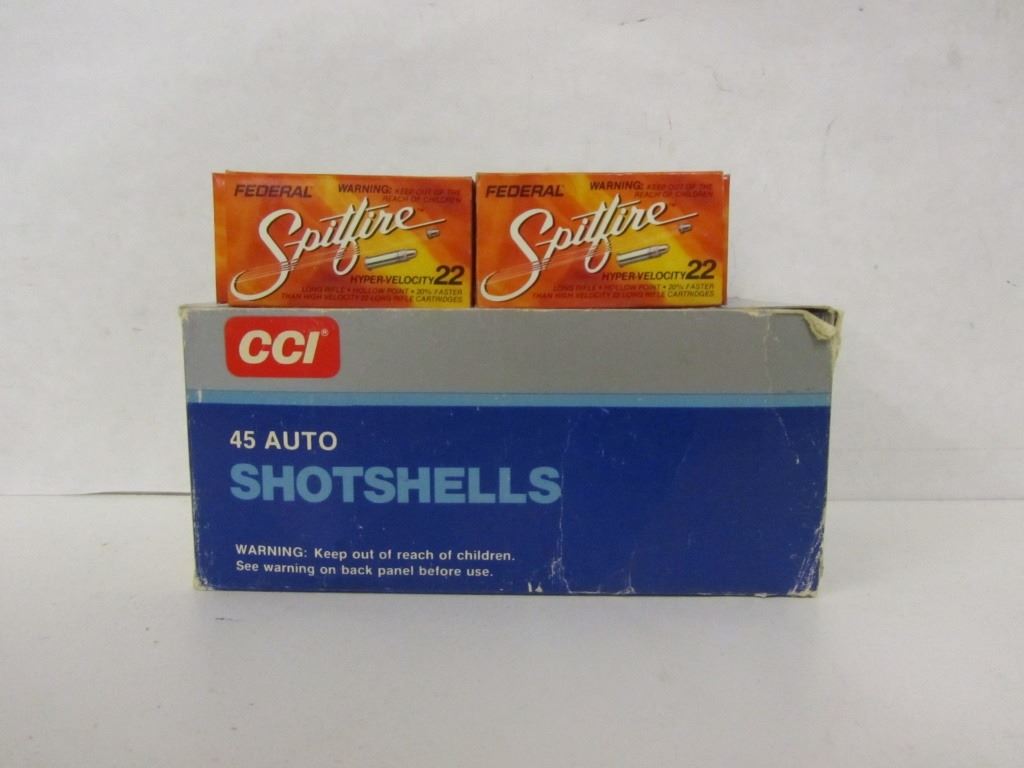 FEDERAL
WARNING: KEEP OUT OF THE
REACH OF CHILDREN
Spitfire™
HYPER-VELOCITY 22
LONG RIFLE • HOLLOW POINT • 20% FASTER
THAN HIGH VELOCITY 22 LONG RIFLE CARTRIDGES
FEDERAL
WARNING: KEEP OUT OF THE
REACH OF CHILDREN
Spitfire™
HYPER-VELOCITY 22
LONG RIFLE • HOLLOW POINT • 20% FASTER
THAN HIGH VELOCITY 22 LONG RIFLE CARTRIDGES
CCI®
45 AUTO
SHOTSHELLS
WARNING: Keep out of reach of children.
See warning on back panel before use.